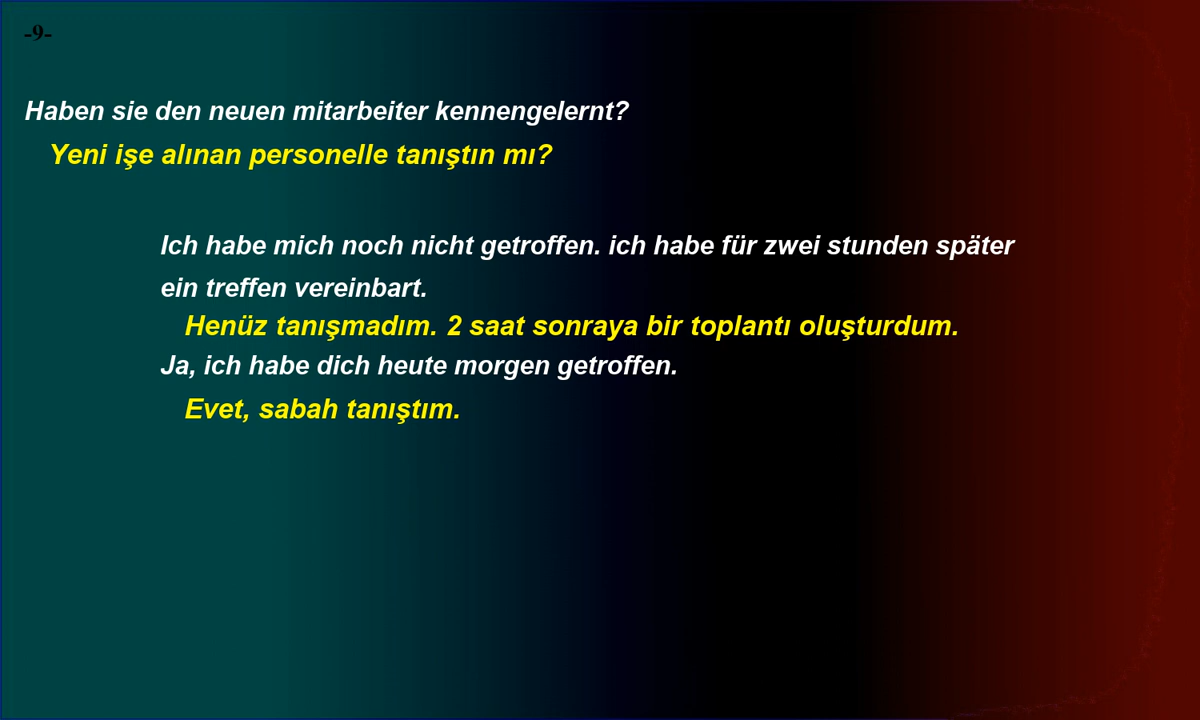 -9-
Haben sie den neuen mitarbeiter kennengelernt?
Yeni işe alınan personelle tanıştın mı?
Ich habe mich noch nicht getroffen. ich habe für zwei stunden später
ein treffen vereinbart.
Henüz tanışmadım. 2 saat sonraya bir toplantı oluşturdum.
Ja, ich habe dich heute morgen getroffen.
Evet, sabah tanıştım.